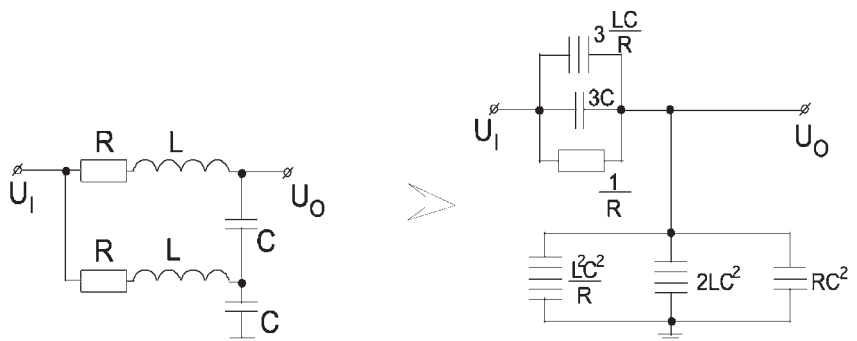 U_I
R
L
U_O
C
R
L
C
3 LC/R
3C
1/R
U_I
U_O
L²C²/R
2LC²
RC²